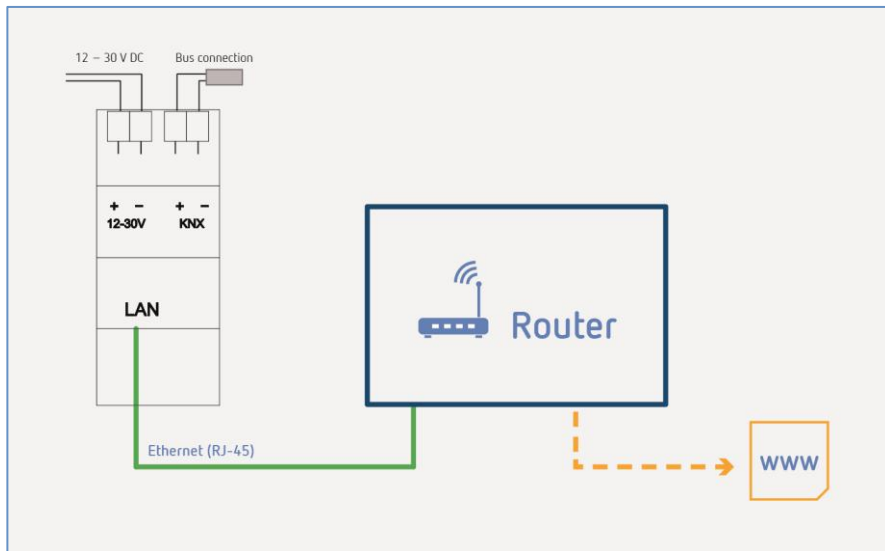 12 – 30 V DC
Bus connection
+ − + −
12-30V KNX
LAN
Router
Ethernet (RJ-45)
www